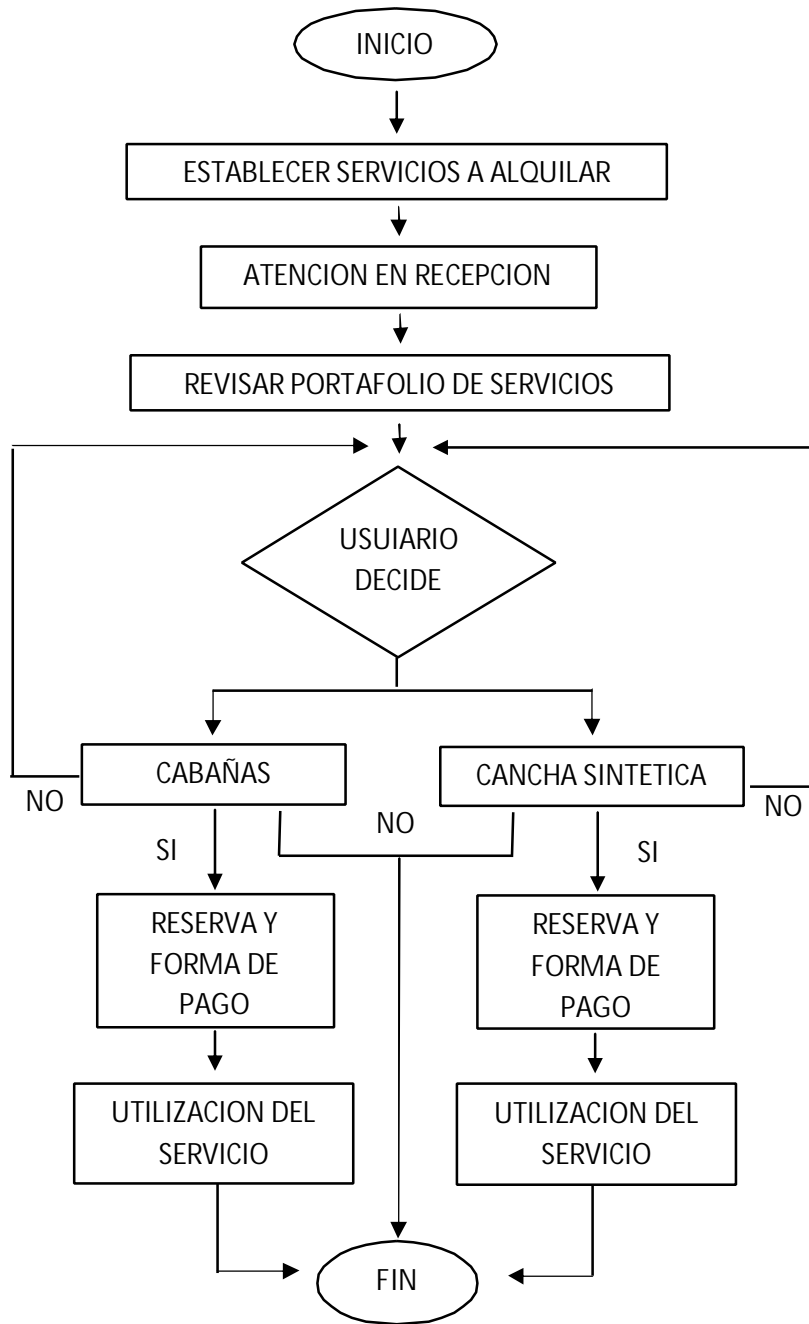 INICIO
ESTABLECER SERVICIOS A ALQUILAR
ATENCION EN RECEPCION
REVISAR PORTAFOLIO DE SERVICIOS
USUIARIO
DECIDE
CABAÑAS
CANCHA SINTETICA
NO
NO
NO
SI
SI
RESERVA Y
FORMA DE
PAGO
RESERVA Y
FORMA DE
PAGO
UTILIZACION DEL
SERVICIO
UTILIZACION DEL
SERVICIO
FIN